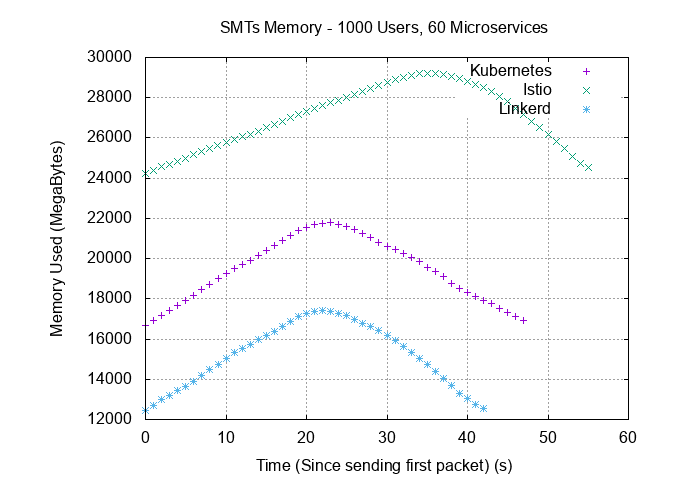 SMTs Memory - 1000 Users, 60 Microservices
30000
28000
26000
24000
22000
20000
18000
16000
14000
12000
Memory Used (MegaBytes)
Kubernetes
Istio
Linkerd
0 10 20 30 40 50 60
Time (Since sending first packet) (s)